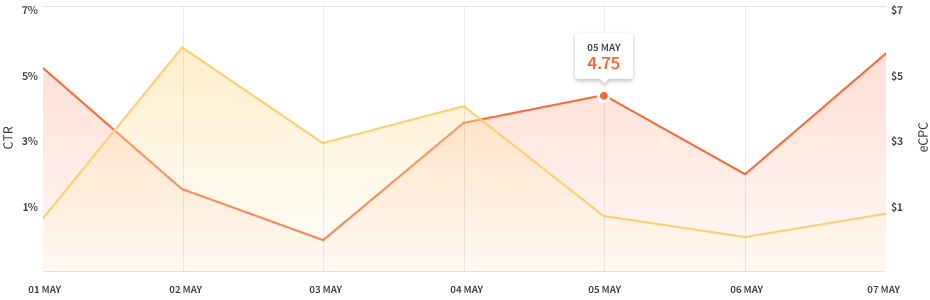 7%
5%
3%
1%
CTR
05 MAY
4.75
$7
$5
$3
$1
eCPC
01 MAY
02 MAY
03 MAY
04 MAY
05 MAY
06 MAY
07 MAY